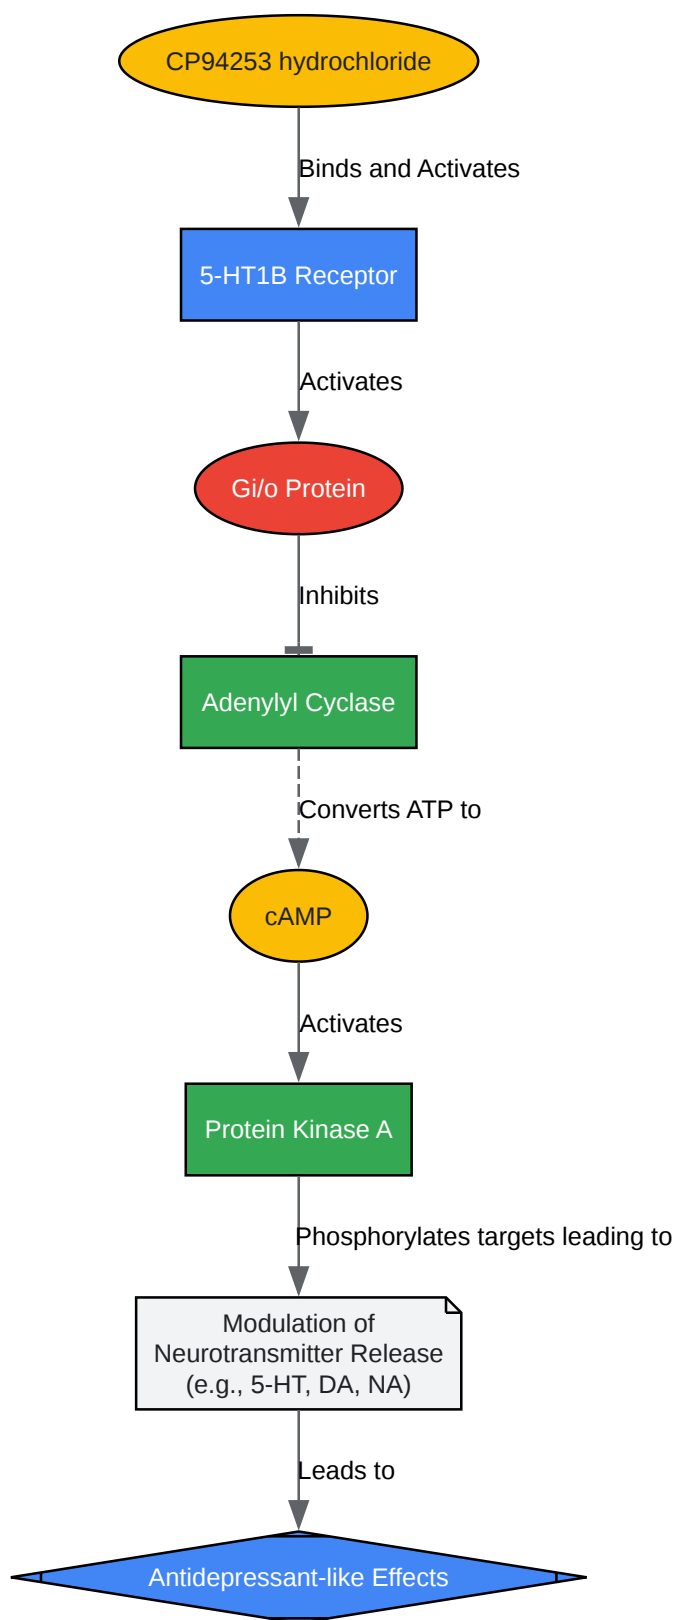 CP94253 hydrochloride
Binds and Activates
5-HT1B Receptor
Activates
Gi/o Protein
Inhibits
Adenylyl Cyclase
Converts ATP to
cAMP
Activates
Protein Kinase A
Phosphorylates targets leading to
Modulation of
Neurotransmitter Release
(e.g., 5-HT, DA, NA)
Leads to
Antidepressant-like Effects